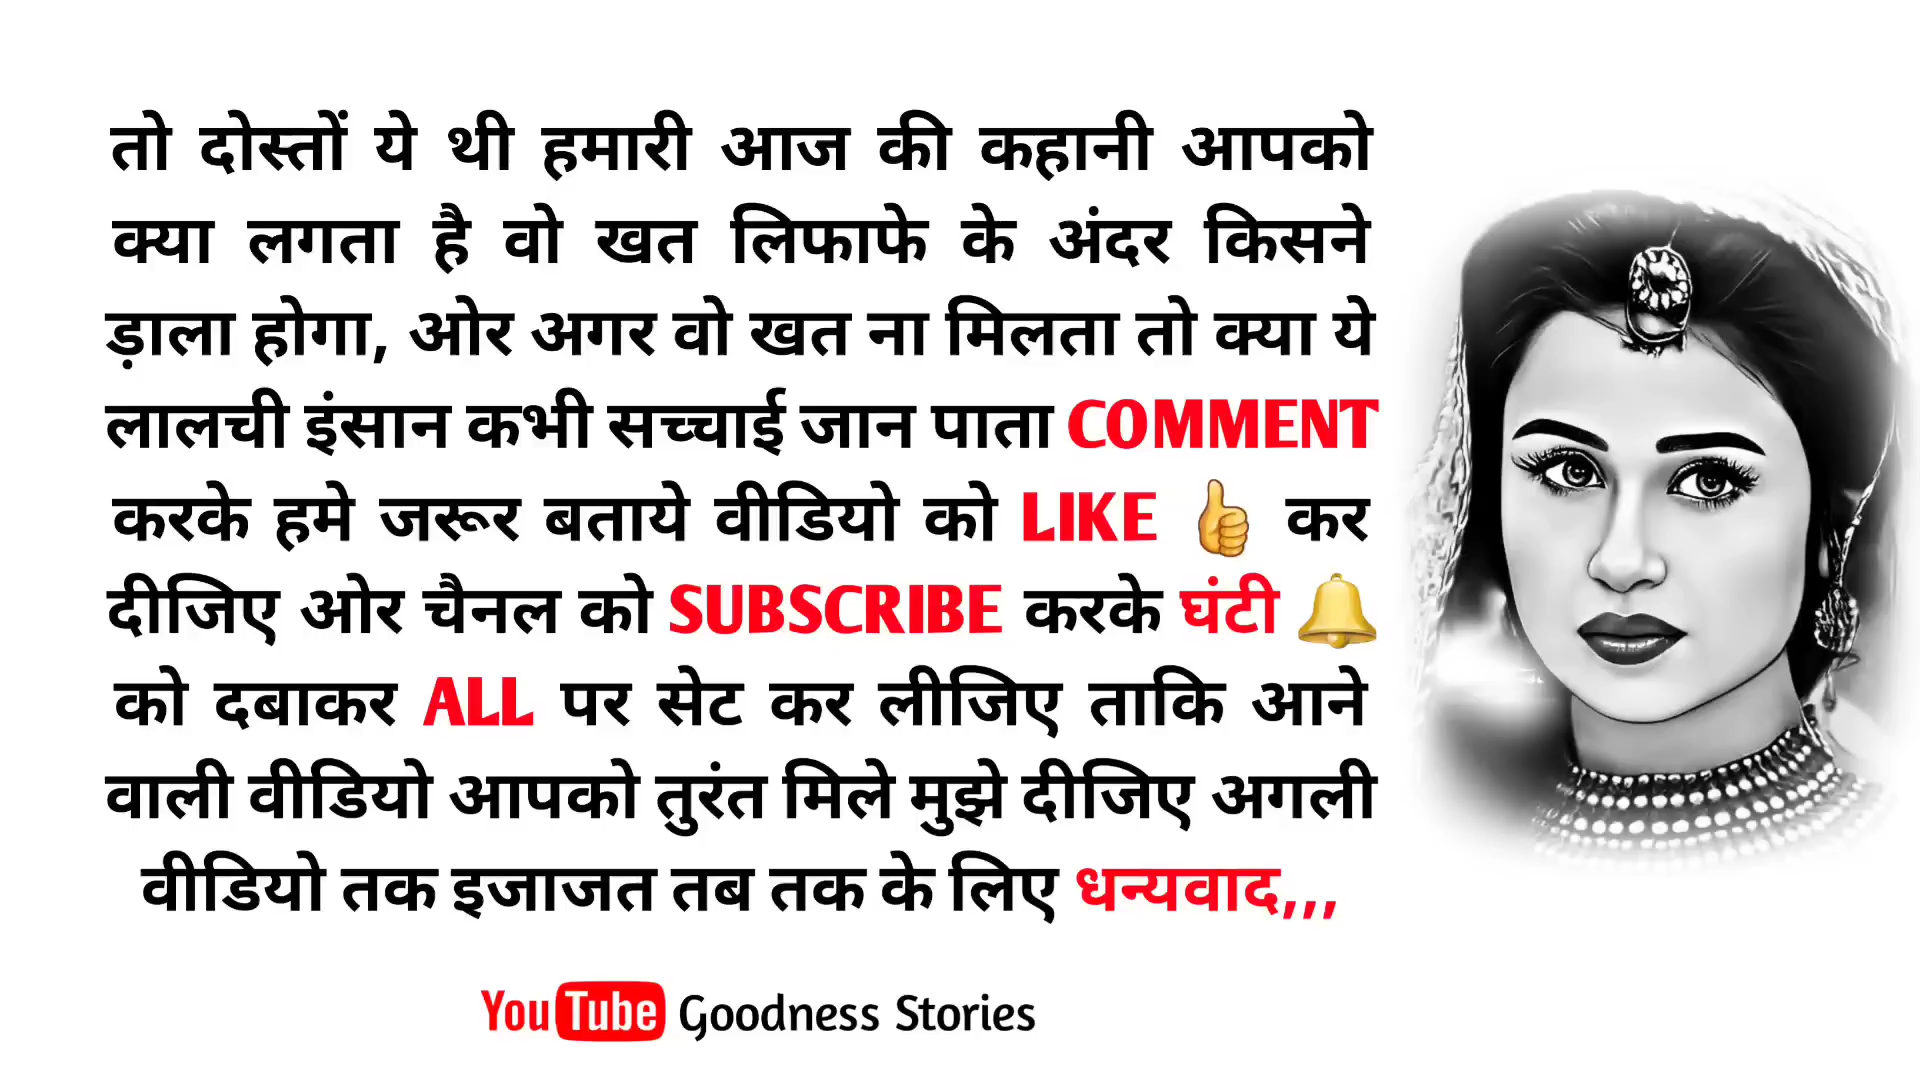 तो दोस्तों ये थी हमारी आज की कहानी आपको
क्या लगता है वो खत लिफाफे के अंदर किसने
ड़ाला होगा, ओर अगर वो खत ना मिलता तो क्या ये
लालची इंसान कभी सच्चाई जान पाता COMMENT
करके हमे जरूर बताये वीडियो को LIKE 👍 कर
दीजिए ओर चैनल को SUBSCRIBE करके घंटी 🔔
को दबाकर ALL पर सेट कर लीजिए ताकि आने
वाली वीडियो आपको तुरंत मिले मुझे दीजिए अगली
वीडियो तक इजाजत तब तक के लिए धन्यवाद,,,
YouTube Goodness Stories